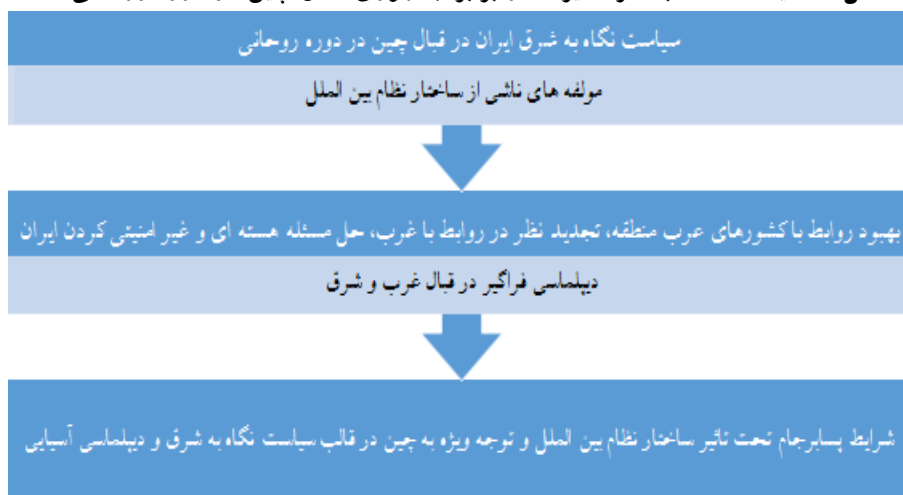 سیاست نگاه به شرق ایران در قبال چین در دوره روحانی
مولفه های ناشی از ساختار نظام بین الملل
بهبود روابط با کشورهای عرب منطقه، تجدید نظر در روابط با غرب، حل مسئله هسته ای و غیر امنیتی کردن ایران
دیپلماسی فراگیر در قبال غرب و شرق
شرایط پسابرجام تحت تاثیر ساختار نظام بین الملل و توجه ویژه به چین در قالب سیاست نگاه به شرق و دیپلماسی آسیایی